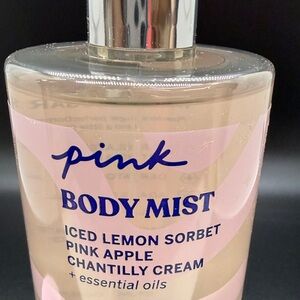 pink
BODY MIST
ICED LEMON SORBET
PINK APPLE
CHANTILLY CREAM
+ essential oils